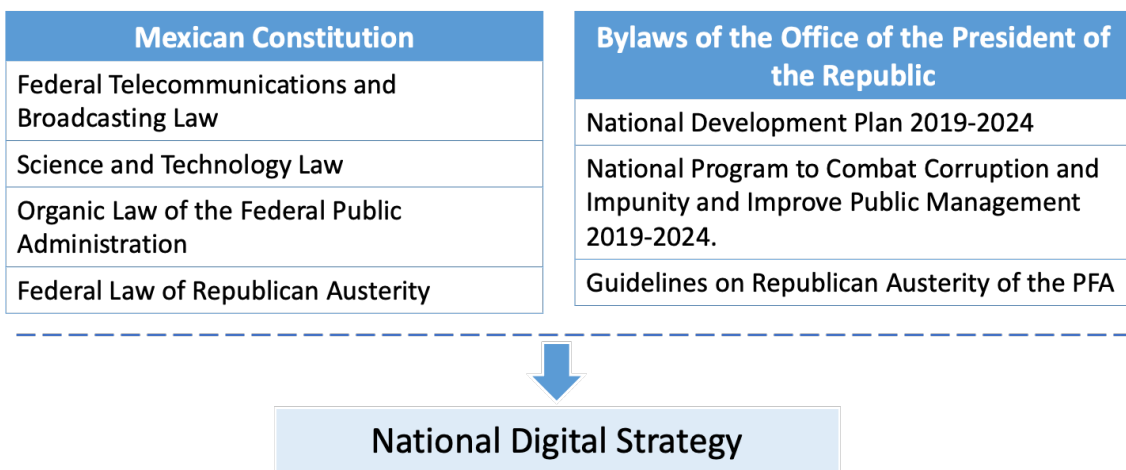 Mexican Constitution
Federal Telecommunications and
Broadcasting Law
Science and Technology Law
Organic Law of the Federal Public
Administration
Federal Law of Republican Austerity
Bylaws of the Office of the President of
the Republic
National Development Plan 2019-2024
National Program to Combat Corruption and
Impunity and Improve Public Management
2019-2024.
Guidelines on Republican Austerity of the PFA
National Digital Strategy